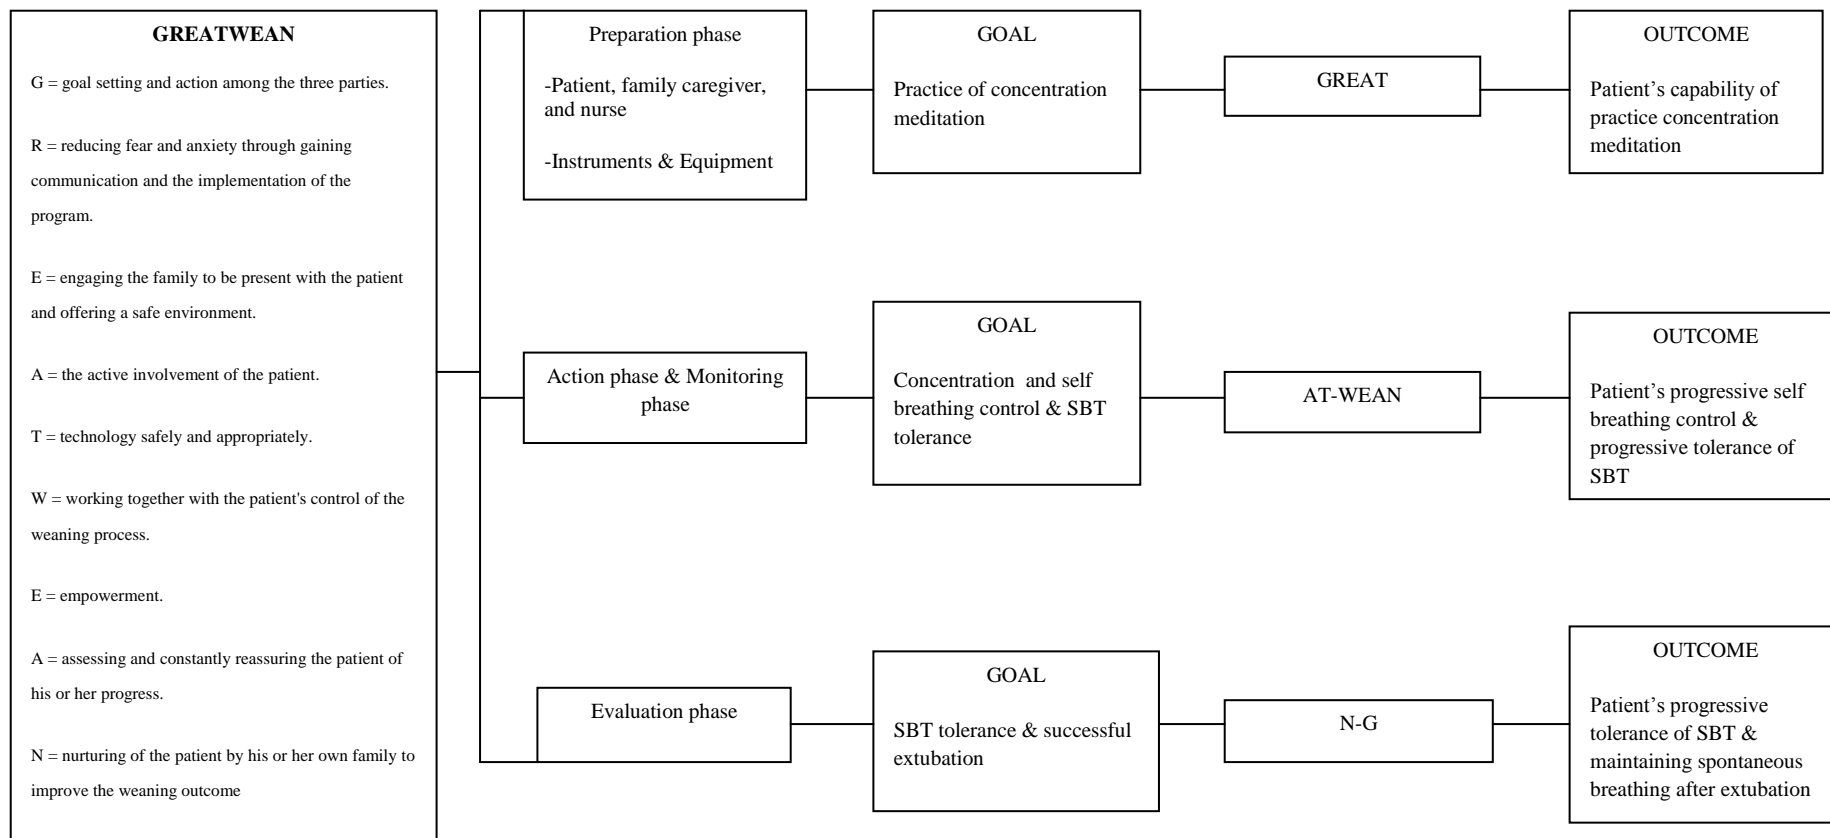 GREATWEAN
G = goal setting and action among the three parties.
R = reducing fear and anxiety through gaining
communication and the implementation of the
program.
E = engaging the family to be present with the patient
and offering a safe environment.
A = the active involvement of the patient.
T = technology safely and appropriately.
W = working together with the patient's control of the
weaning process.
E = empowerment.
A = assessing and constantly reassuring the patient of
his or her progress.
N = nurturing of the patient by his or her own family to
improve the weaning outcome
Preparation phase
-Patient, family caregiver,
and nurse
-Instruments & Equipment
GOAL
Practice of concentration
meditation
GREAT
OUTCOME
Patient’s capability of
practice concentration
meditation
Action phase & Monitoring
phase
GOAL
Concentration and self
breathing control & SBT
tolerance
AT-WEAN
OUTCOME
Patient’s progressive self
breathing control &
progressive tolerance of
SBT
Evaluation phase
GOAL
SBT tolerance & successful
extubation
N-G
OUTCOME
Patient’s progressive
tolerance of SBT &
maintaining spontaneous
breathing after extubation